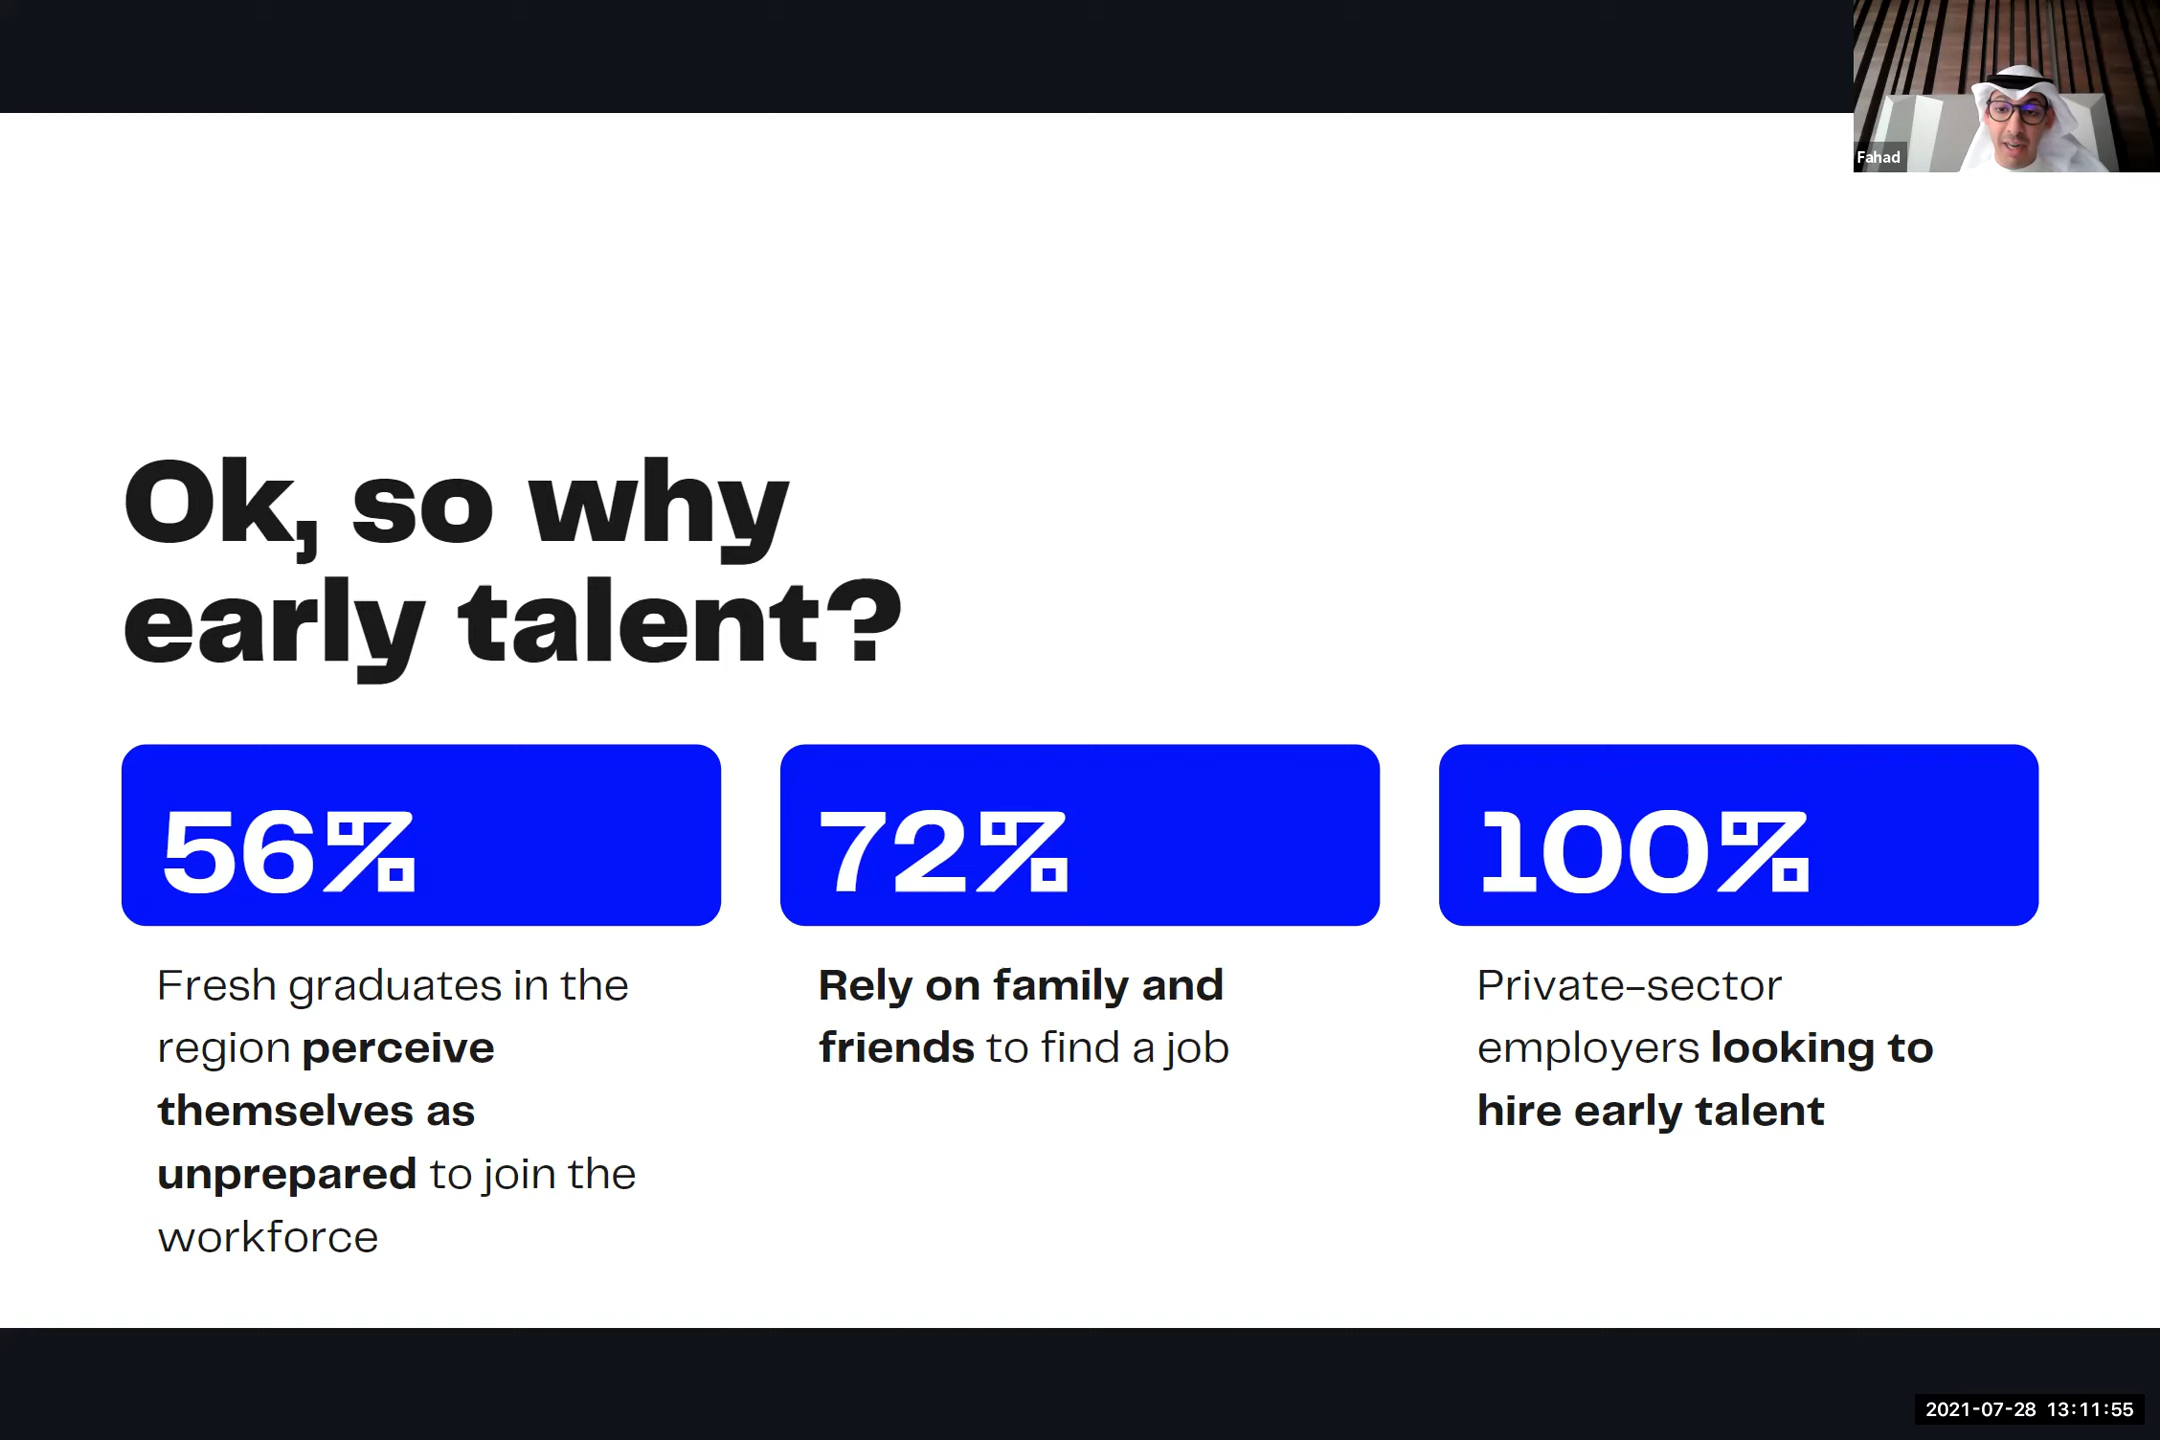 Fahad
Ok, so why
early talent?
56%
Fresh graduates in the
region perceive
themselves as
unprepared to join the
workforce
72%
Rely on family and
friends to find a job
100%
Private-sector
employers looking to
hire early talent
2021-07-28 13:11:55